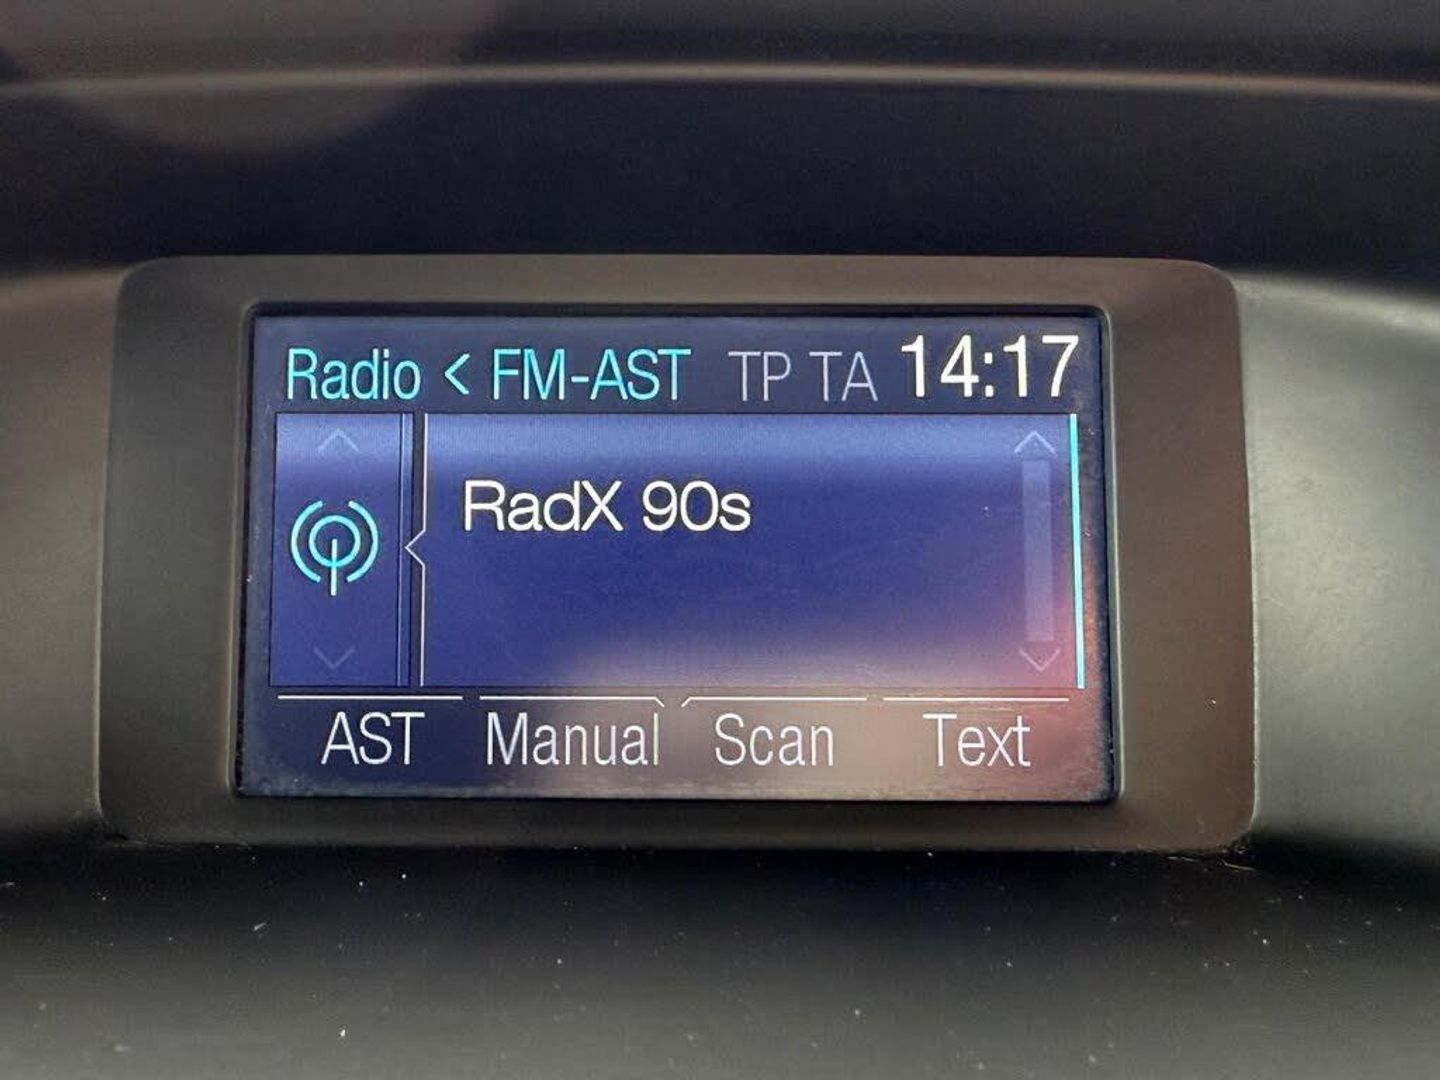 Radio < FM-AST TP TA 14:17
RadX 90s
AST Manual Scan Text